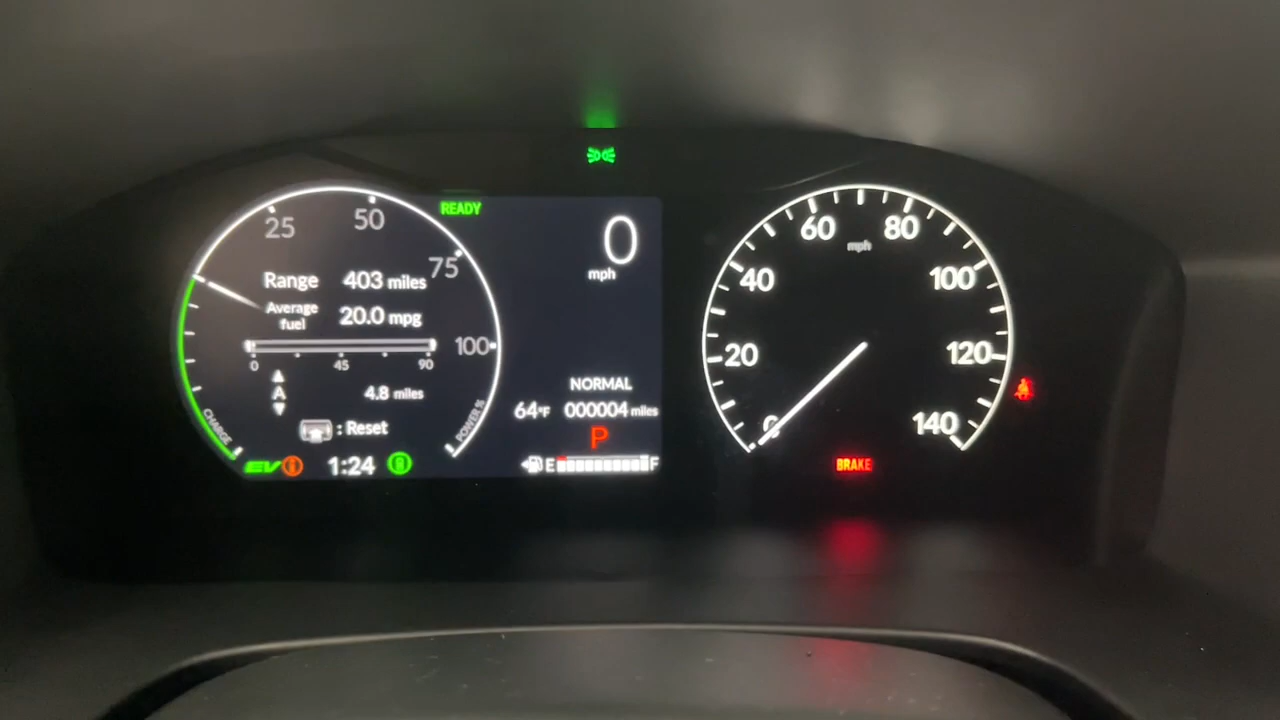 READY
25
50
75
100
Range 403 miles
Average fuel 20.0 mpg
0 45 90
A 4.8 miles
: Reset
CHARGE
POWER %
EV 1:24
0
mph
NORMAL
64°F 000004 miles
P
E F
20
40
60
80
100
120
140
mph
BRAKE